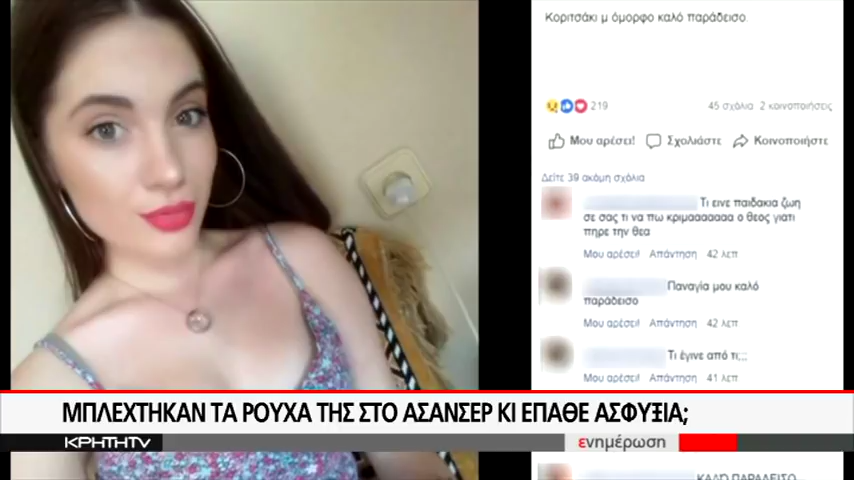 Κοριτσάκι μ όμορφο καλό παράδεισο
219
45 σχόλια 2 κοινοποιήσεις
Μου αρέσει! Σχολιάστε Κοινοποιήστε
Δείτε 39 ακόμη σχόλια
Τι εινε παιδακια ζωη
σε σας τι να πω κριμααααααα ο θεος γιατι
πηρε την θεα
Μου αρέσει! Απάντηση 42 λεπ
Παναγία μου καλό
παράδεισο
Μου αρέσει! Απάντηση 42 λεπ
Τι έγινε από τι;;;
Μου αρέσει! Απάντηση 41 λεπ
ΜΠΛΕΧΤΗΚΑΝ ΤΑ ΡΟΥΧΑ ΤΗΣ ΣΤΟ ΑΣΑΝΣΕΡ ΚΙ ΕΠΑΘΕ ΑΣΦΥΞΙΑ;
ΚΡΗΤΗTV
ενημέρωση
ΚΑΛΌ ΠΑΡΑΔΕΙΣΟ